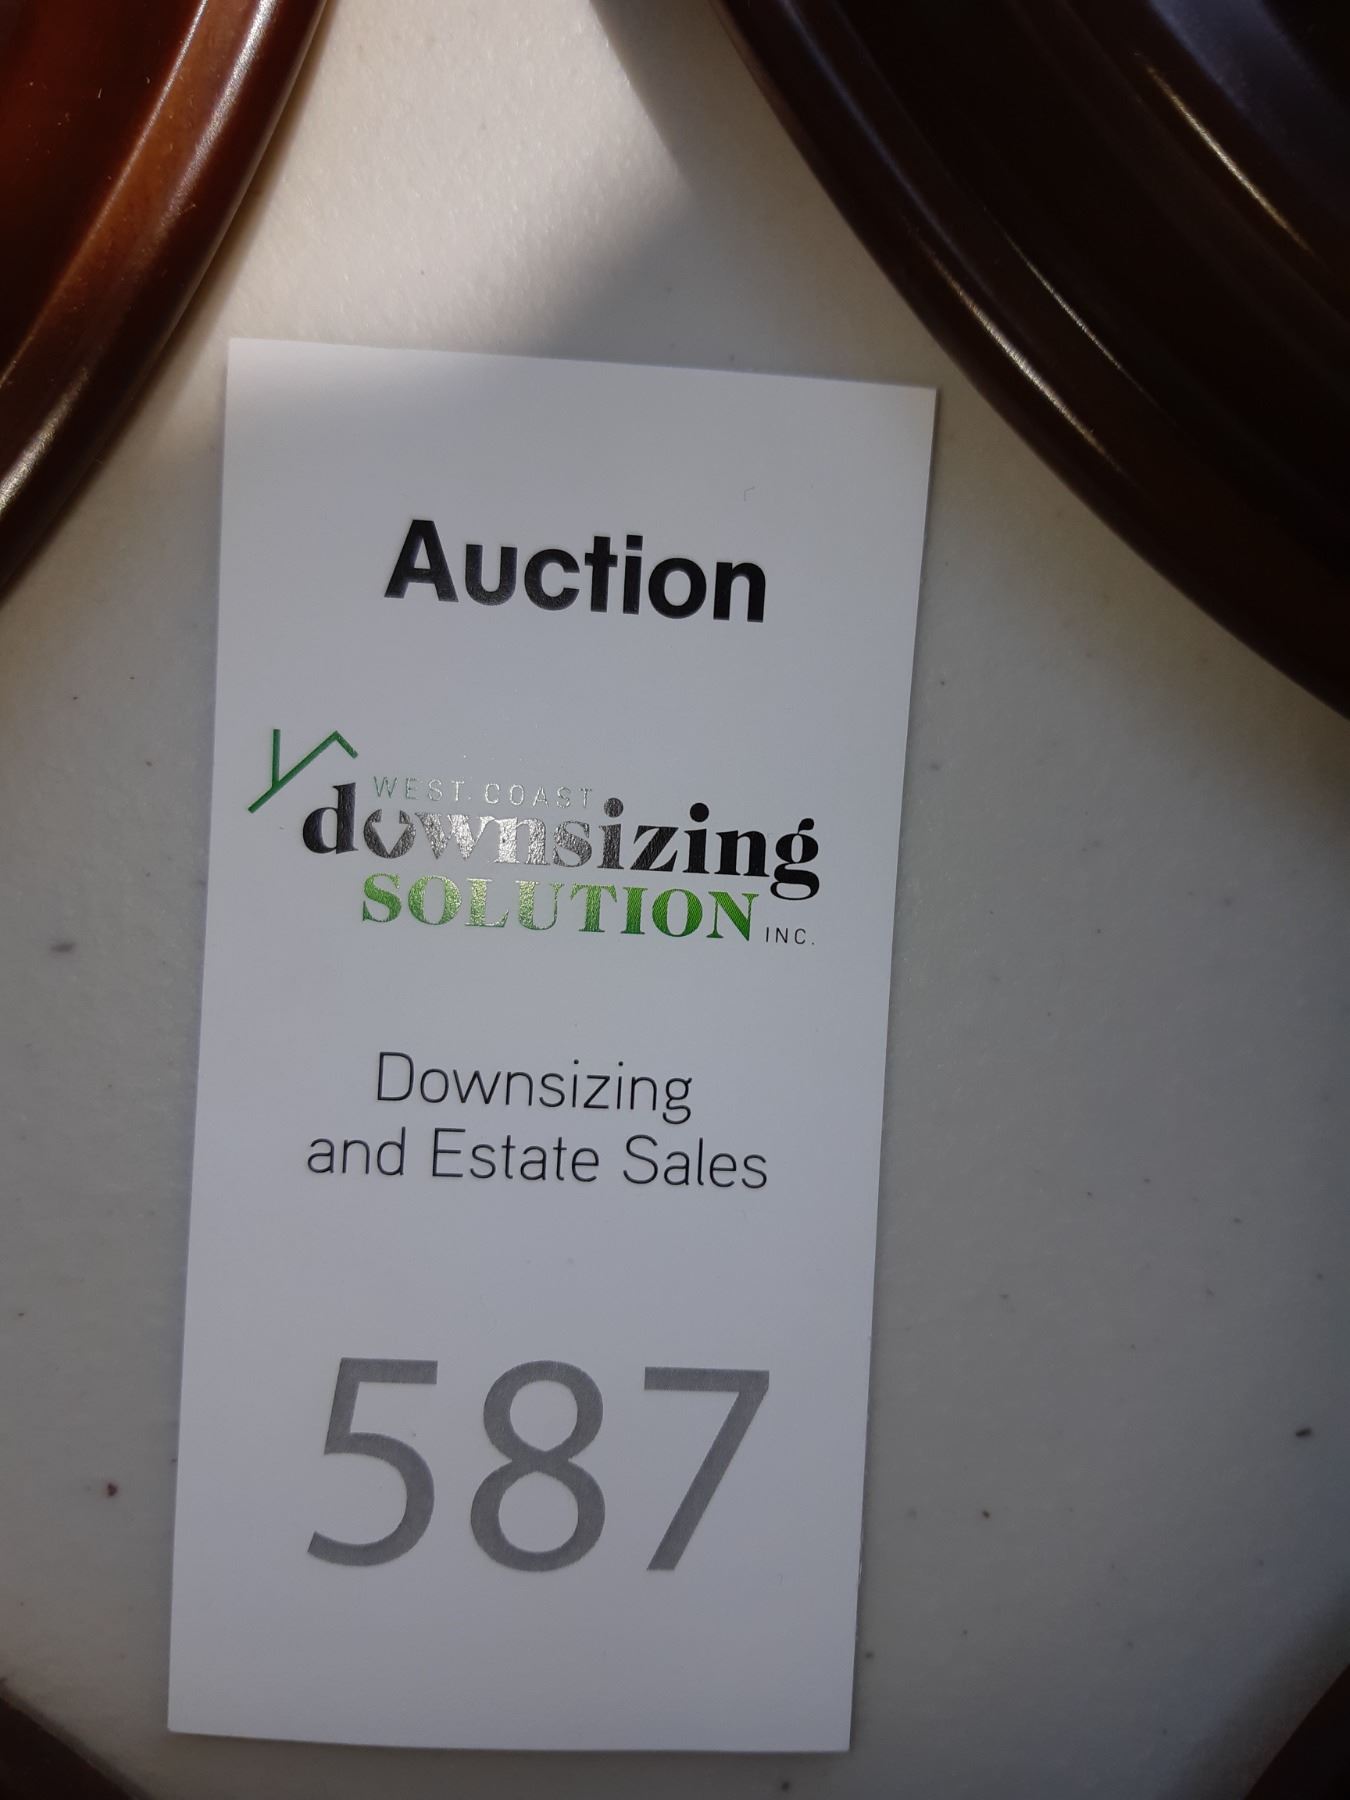 Auction
WEST COAST
downsizing
SOLUTION INC.
Downsizing
and Estate Sales
587